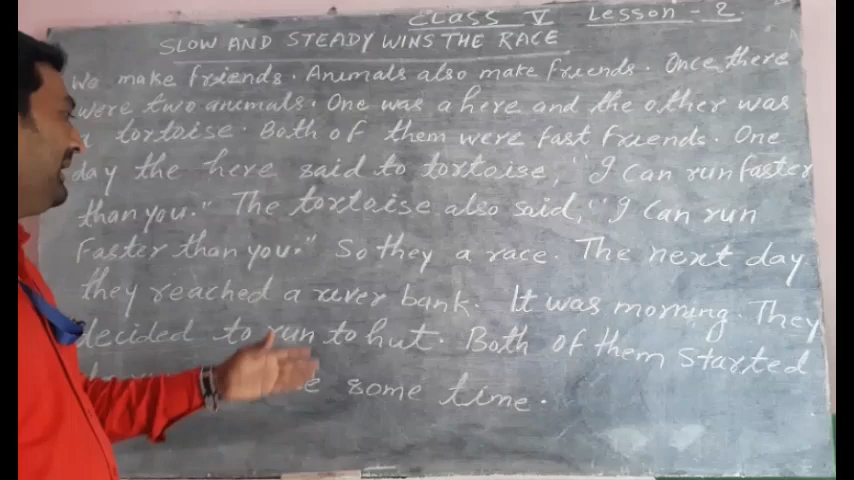 CLASS V Lesson - 2
SLOW AND STEADY WINS THE RACE
We make friends. Animals also make friends. Once there
were two animals. One was a here and the other was
a tortoise. Both of them were fast friends. One
day the here said to tortoise, "I can run faster
than you." The tortoise also said, "I can run
faster than you." So they a race. The next day
they reached a river bank. It was morning. They
decided to run to hut. Both of them started
some time.